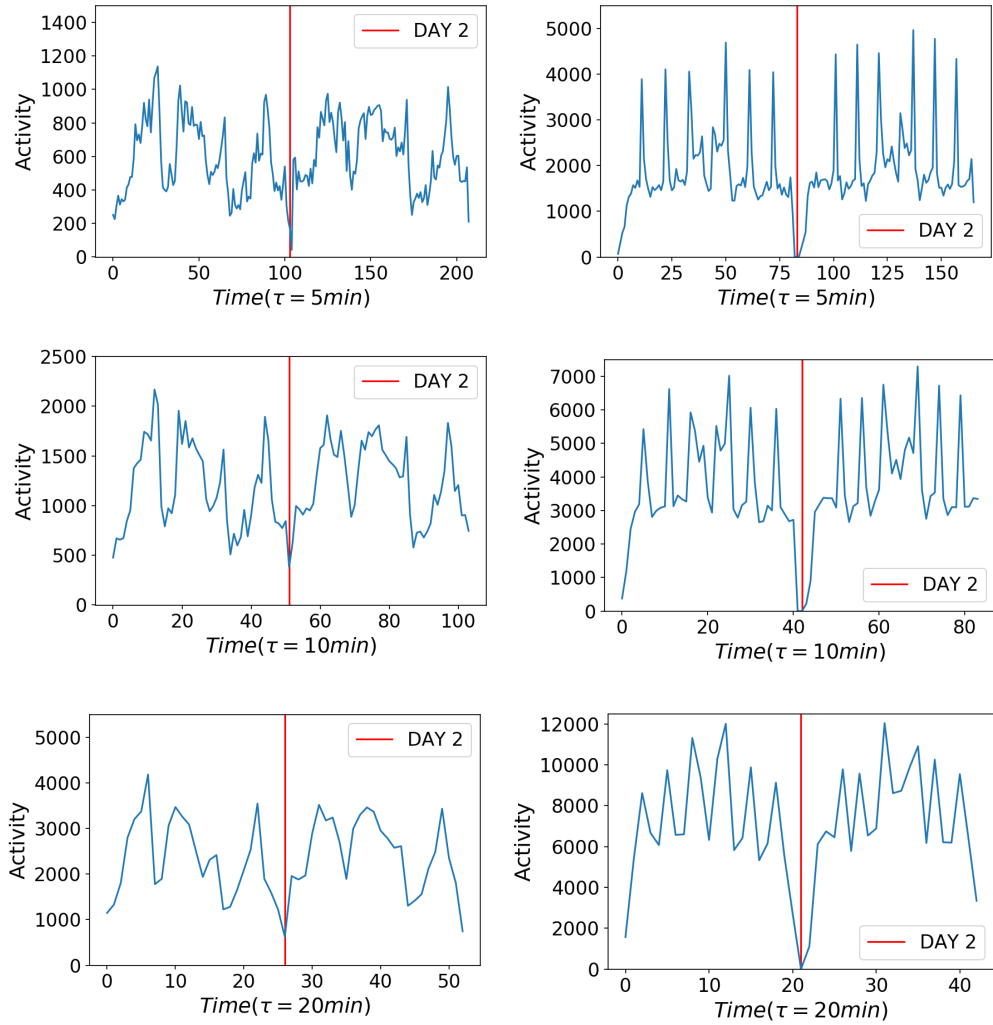 1400
1200
1000
800
600
400
200
0
Activity
DAY 2
0 50 100 150 200
Time(τ = 5min)
5000
4000
3000
2000
1000
0
Activity
DAY 2
0 25 50 75 100 125 150
Time(τ = 5min)
2500
2000
1500
1000
500
0
Activity
DAY 2
0 20 40 60 80 100
Time(τ = 10min)
7000
6000
5000
4000
3000
2000
1000
0
Activity
DAY 2
0 20 40 60 80
Time(τ = 10min)
5000
4000
3000
2000
1000
0
Activity
DAY 2
0 10 20 30 40 50
Time(τ = 20min)
12000
10000
8000
6000
4000
2000
0
Activity
DAY 2
0 10 20 30 40
Time(τ = 20min)